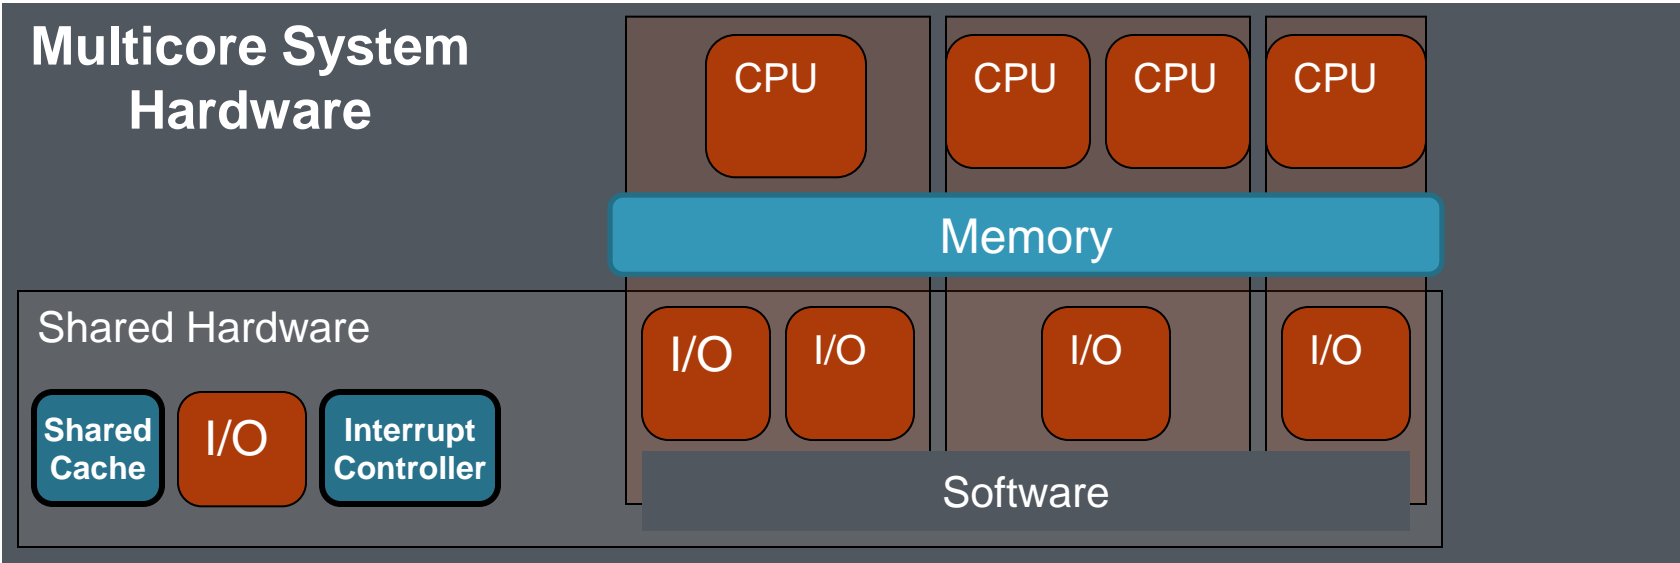 Multicore System
Hardware
CPU
CPU
CPU
CPU
Memory
Shared Hardware
I/O
I/O
I/O
I/O
Shared
Cache
I/O
Interrupt
Controller
Software